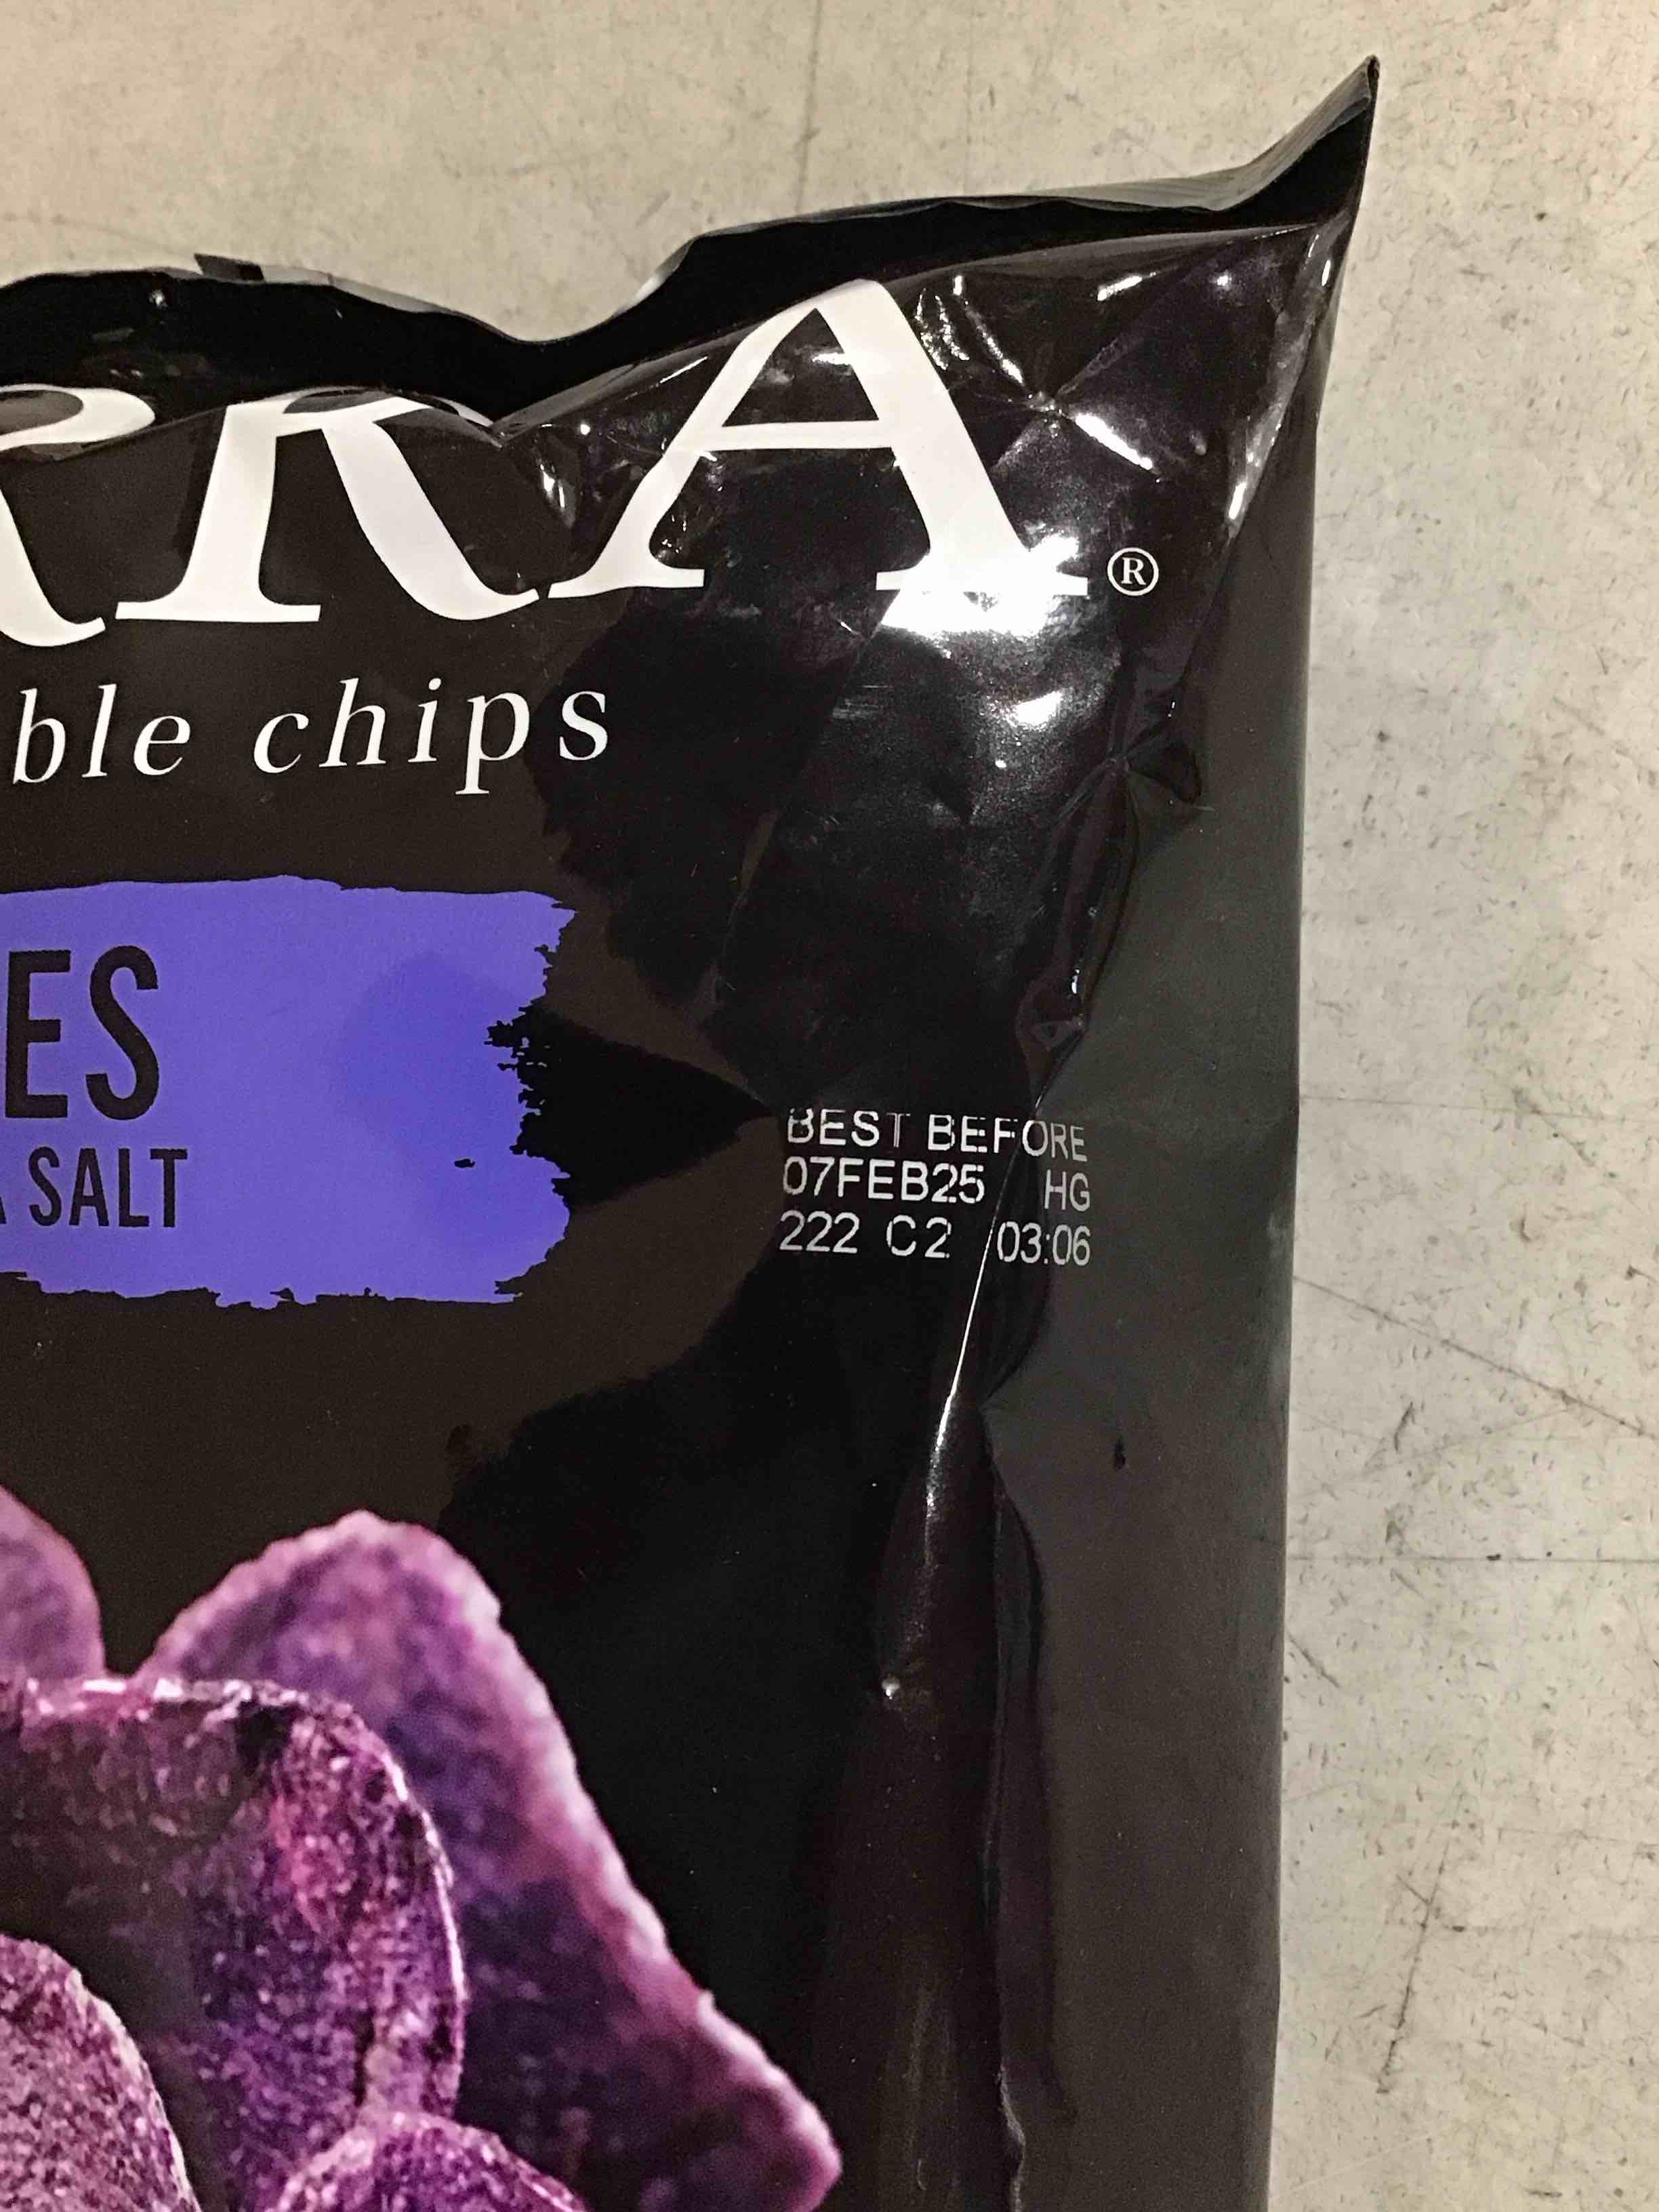 RRA®
ble chips
ES
A SALT
BEST BEFORE
07FEB25 HG
222 C2 03:06